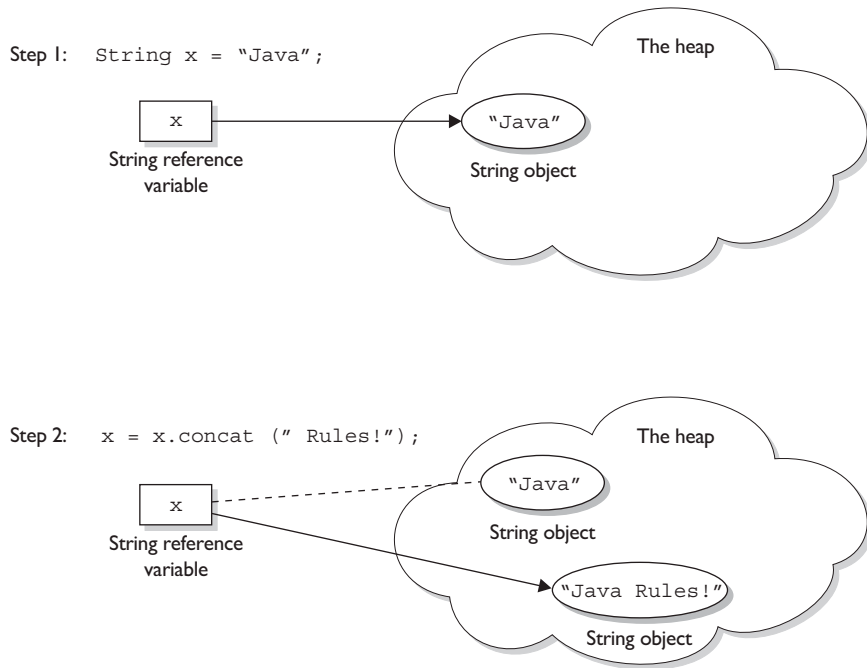 The heap
Step 1: String x = “Java”;
x
“Java”
String reference
variable
String object
Step 2: x = x.concat (″ Rules!″);
The heap
x
“Java”
String reference
variable
String object
“Java Rules!”
String object